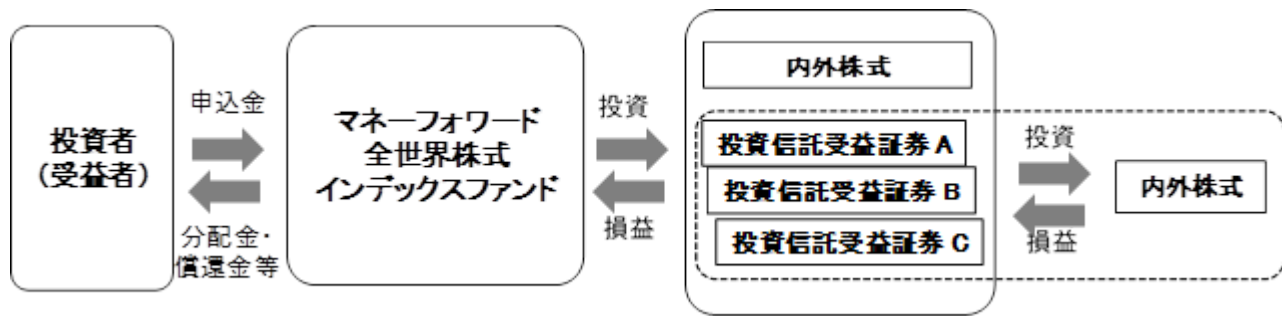 投資者
（受益者）
申込金
分配金・
償還金等
マネーフォワード
全世界株式
インデックスファンド
投資
損益
内外株式
投資信託受益証券 A
投資信託受益証券 B
投資信託受益証券 C
投資
損益
内外株式